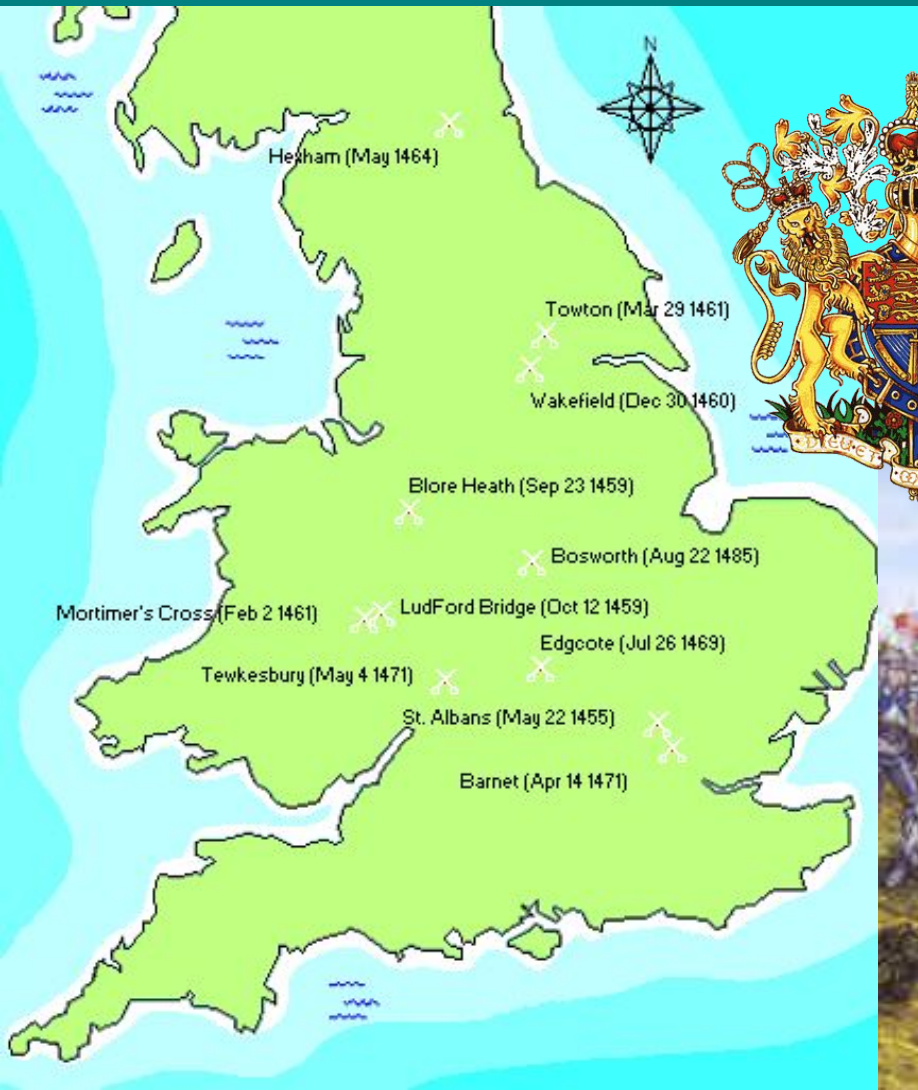 N
Hexham (May 1464)
Towton (Mar 29 1461)
Wakefield (Dec 30 1460)
Blore Heath (Sep 23 1459)
Bosworth (Aug 22 1485)
Mortimer's Cross (Feb 2 1461)
LudFord Bridge (Oct 12 1459)
Edgcote (Jul 26 1469)
Tewkesbury (May 4 1471)
St. Albans (May 22 1455)
Barnet (Apr 14 1471)
DIEU ET